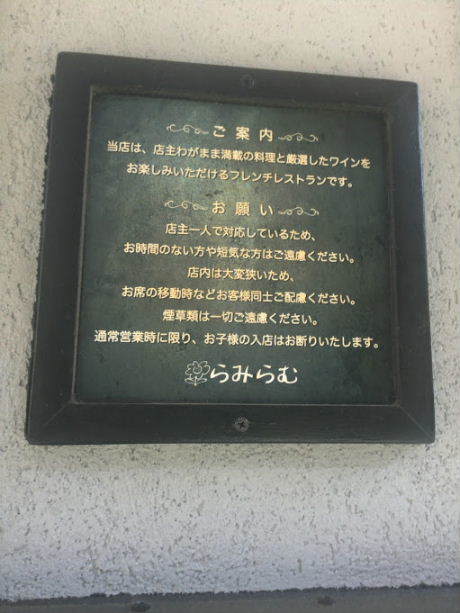 ご案内
当店は、店主わがまま満載の料理と厳選したワインを
お楽しみいただけるフレンチレストランです。
お願い
店主一人で対応しているため、
お時間のない方や短気な方はご遠慮ください。
店内は大変狭いため、
お席の移動時などお客様同士ご配慮ください。
煙草類は一切ご遠慮ください。
通常営業時に限り、お子様の入店はお断りいたします。
らみらむ